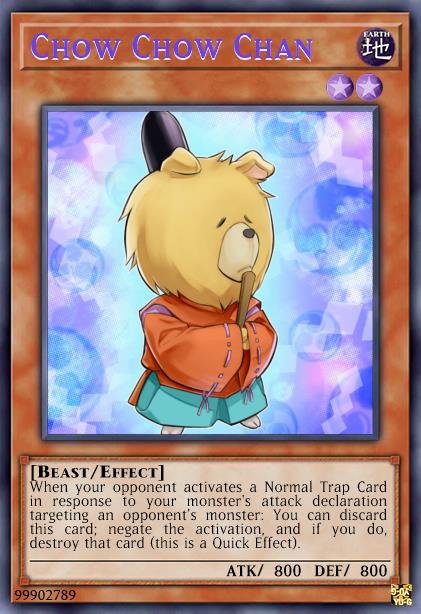 Chow Chow Chan
EARTH
地
[Beast/Effect]
When your opponent activates a Normal Trap Card
in response to your monster's attack declaration
targeting an opponent's monster: You can discard
this card; negate the activation, and if you do,
destroy that card (this is a Quick Effect).
ATK/ 800 DEF/ 800
99902789